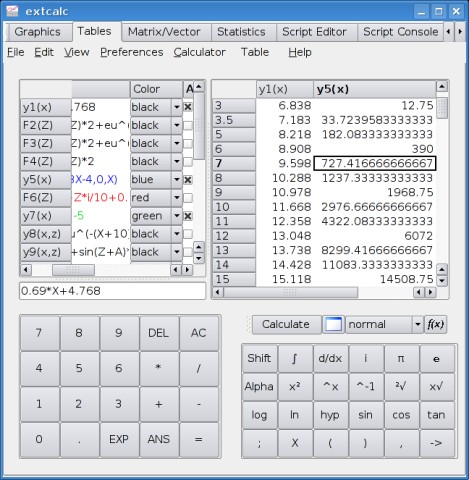 extcalc
Graphics Tables Matrix/Vector Statistics Script Editor Script Console
File Edit View Preferences Calculator Table Help
Color A
y1(x) .768 black
F2(Z) Z)*2+eu^( black
F3(Z) Z)*2+eu^( black
F4(Z) Z)*2 black
y5(x) 3X-4,0,X) blue
F6(Z) Z*i/10+0. red
y7(x) -5 green
y8(x,z) u^(-(X+10 black
y9(x,z) +sin(Z+A)* black
0.69*X+4.768
y1(x) y5(x)
3 6.838 12.75
3.5 7.183 33.7239583333333
5 8.218 182.083333333333
6 8.908 390
7 9.598 727.416666666667
8 10.288 1237.33333333333
9 10.978 1968.75
10 11.668 2976.66666666667
11 12.358 4322.08333333333
12 13.048 6072
13 13.738 8299.41666666667
14 14.428 11083.3333333333
15 15.118 14508.75
Calculate normal f(x)
7 8 9 DEL AC
4 5 6 * /
1 2 3 + -
0 . EXP ANS =
Shift ∫ d/dx i π e
Alpha x² ^x ^-1 ²√ x√
log ln hyp sin cos tan
; X ( ) , ->